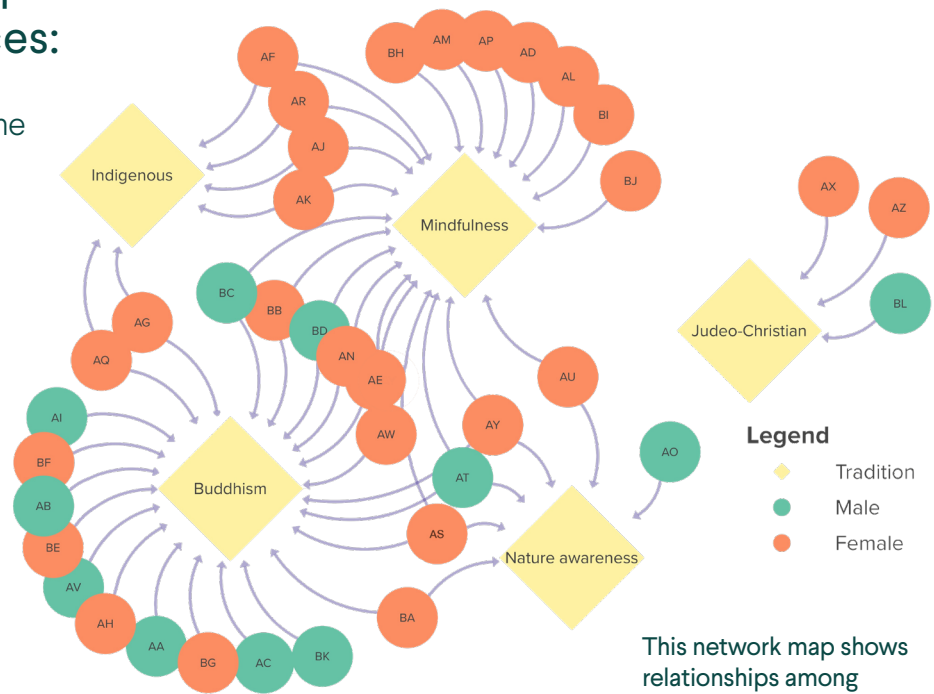 ces:
ne
AF
AR
AJ
AK
BH
AM
AP
AD
AL
BI
BJ
Indigenous
Mindfulness
AX
AZ
BL
Judeo-Christian
BC
BB
BD
AN
AE
AW
AG
AQ
AU
AY
AT
AS
AO
AI
BF
AB
BE
AV
AH
AA
BG
AC
BK
BA
Buddhism
Nature awareness
Legend
Tradition
Male
Female
This network map shows
relationships among